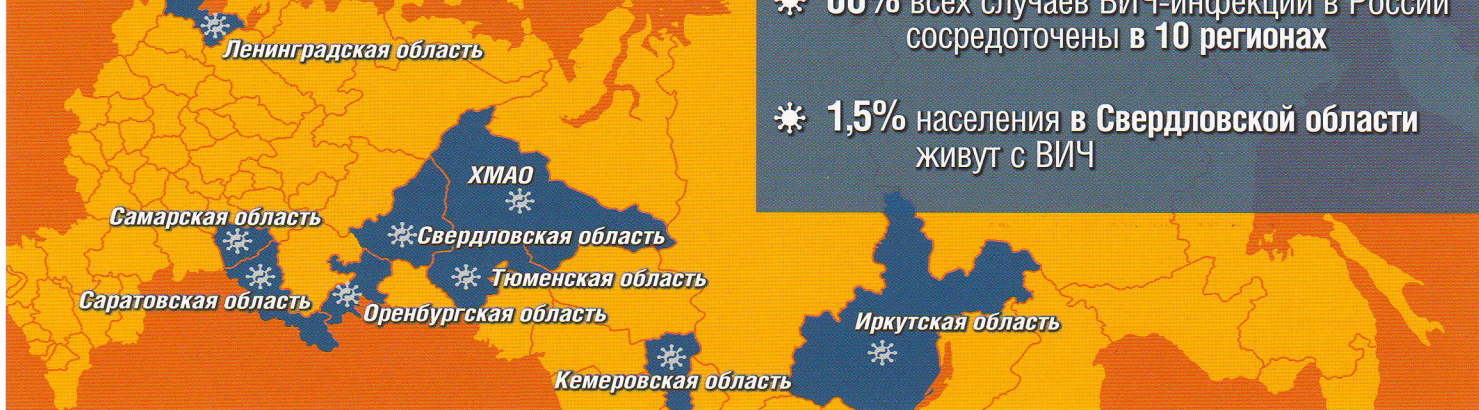 всех случаев ВИЧ-инфекции в России
сосредоточены в 10 регионах
1,5% населения в Свердловской области
живут с ВИЧ
Ленинградская область
ХМАО
Самарская область
Свердловская область
Тюменская область
Саратовская область
Оренбургская область
Иркутская область
Кемеровская область